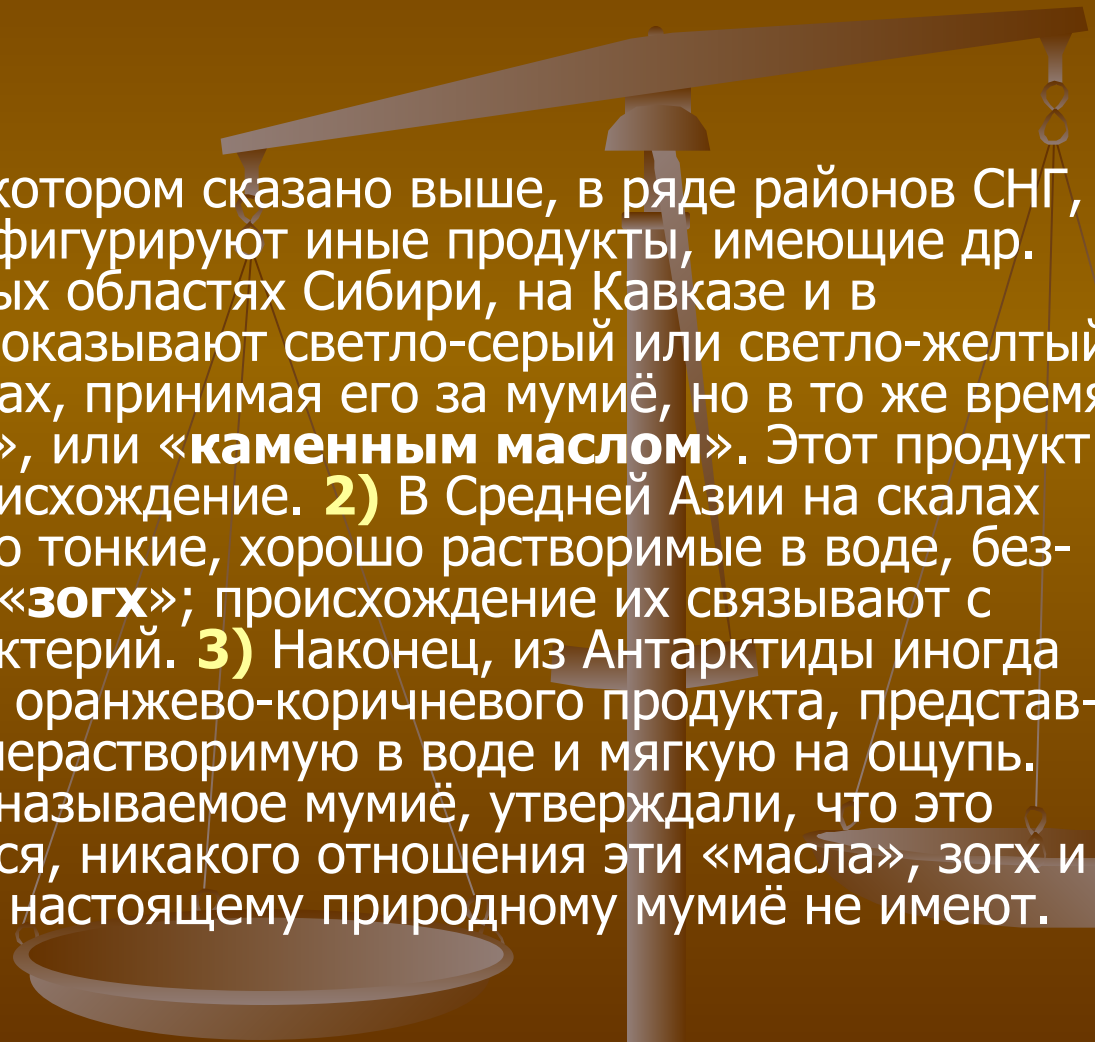 котором сказано выше, в ряде районов СНГ,
фигурируют иные продукты, имеющие др.
ых областях Сибири, на Кавказе и в
оказывают светло-серый или светло-желтый
ах, принимая его за мумиё, но в то же время
», или «каменным маслом». Этот продукт
исхождение. 2) В Средней Азии на скалах
о тонкие, хорошо растворимые в воде, без-
«зогх»; происхождение их связывают с
ктерий. 3) Наконец, из Антарктиды иногда
оранжево-коричневого продукта, представ-
нерастворимую в воде и мягкую на ощупь.
называемое мумиё, утверждали, что это
ся, никакого отношения эти «масла», зогх и
настоящему природному мумиё не имеют.